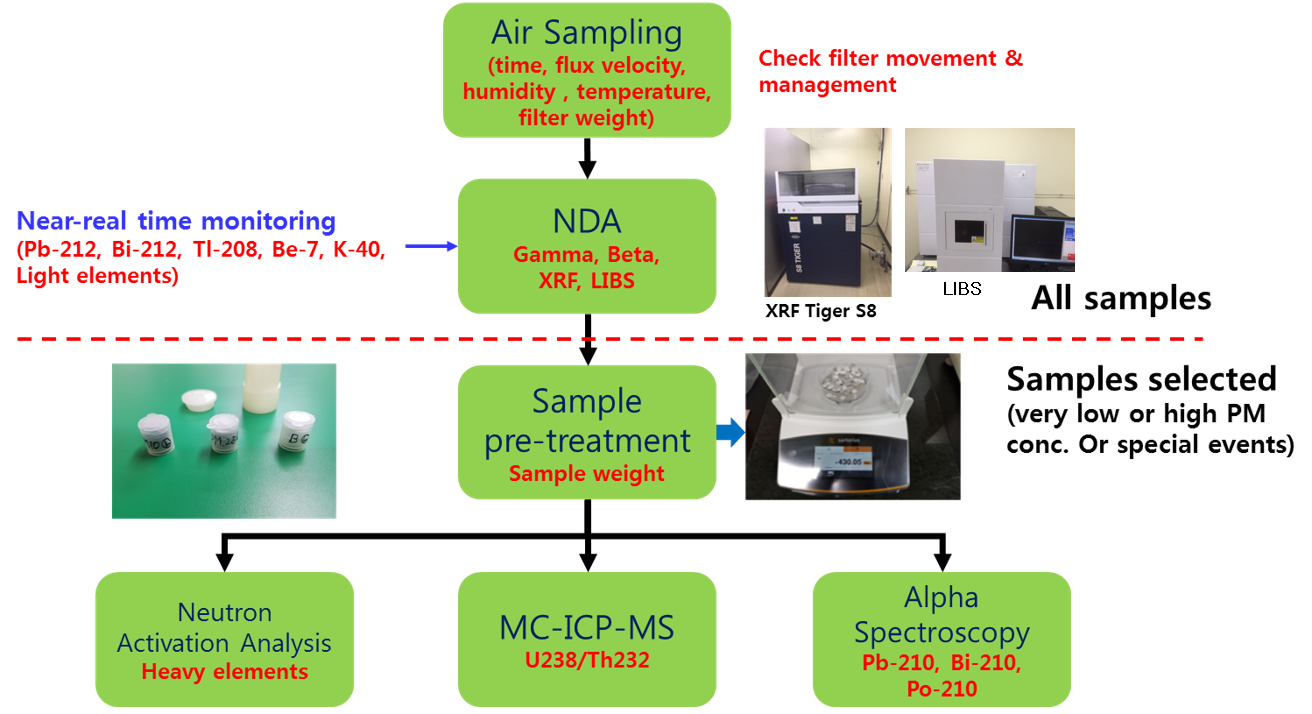 Air Sampling
(time, flux velocity,
humidity , temperature,
filter weight)
Check filter movement &
management
Near-real time monitoring
(Pb-212, Bi-212, Tl-208, Be-7, K-40,
Light elements)
NDA
Gamma, Beta,
XRF, LIBS
S8 TIGER
XRF Tiger S8
LIBS
All samples
Sample
pre-treatment
Sample weight
sartorius
-430.05
BG
Samples selected
(very low or high PM
conc. Or special events)
Neutron
Activation Analysis
Heavy elements
MC-ICP-MS
U238/Th232
Alpha
Spectroscopy
Pb-210, Bi-210,
Po-210